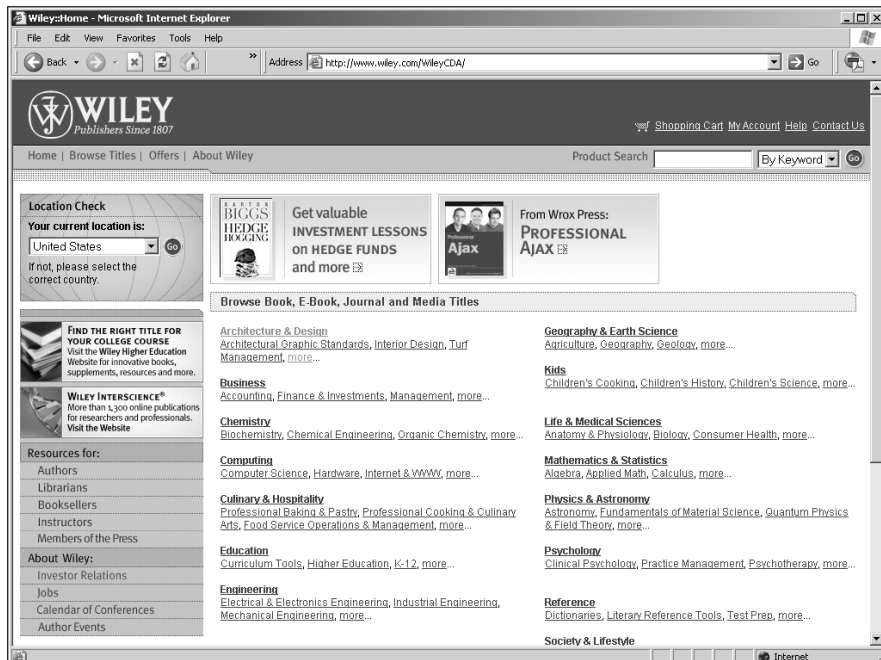 Wiley::Home - Microsoft Internet Explorer
File Edit View Favorites Tools Help
Back
» Address http://www.wiley.com/WileyCDA/ Go
WILEY
Publishers Since 1807
Shopping Cart My Account Help Contact Us
Home | Browse Titles | Offers | About Wiley
Product Search By Keyword Go
Location Check
Your current location is:
United States Go
If not, please select the
correct country.
FIND THE RIGHT TITLE FOR
YOUR COLLEGE COURSE
Visit the Wiley Higher Education
Website for innovative books,
supplements, resources and more.
WILEY INTERSCIENCE®
More than 1,300 online publications
for researchers and professionals.
Visit the Website
Resources for:
Authors
Librarians
Booksellers
Instructors
Members of the Press
About Wiley:
Investor Relations
Jobs
Calendar of Conferences
Author Events
BARTON
BIGGS
HEDGE
HOGGING
Get valuable
INVESTMENT LESSONS
on HEDGE FUNDS
and more
Professional
Ajax
From Wrox Press:
PROFESSIONAL
AJAX
Browse Book, E-Book, Journal and Media Titles
Architecture & Design
Architectural Graphic Standards, Interior Design, Turf
Management, more...
Business
Accounting, Finance & Investments, Management, more...
Chemistry
Biochemistry, Chemical Engineering, Organic Chemistry, more...
Computing
Computer Science, Hardware, Internet & WWW, more...
Culinary & Hospitality
Professional Baking & Pastry, Professional Cooking & Culinary
Arts, Food Service Operations & Management, more...
Education
Curriculum Tools, Higher Education, K-12, more...
Engineering
Electrical & Electronics Engineering, Industrial Engineering,
Mechanical Engineering, more...
Geography & Earth Science
Agriculture, Geography, Geology, more...
Kids
Children's Cooking, Children's History, Children's Science, more...
Life & Medical Sciences
Anatomy & Physiology, Biology, Consumer Health, more...
Mathematics & Statistics
Algebra, Applied Math, Calculus, more...
Physics & Astronomy
Astronomy, Fundamentals of Material Science, Quantum Physics
& Field Theory, more...
Psychology
Clinical Psychology, Practice Management, Psychotherapy, more...
Reference
Dictionaries, Literary Reference Tools, Test Prep, more...
Society & Lifestyle
Internet